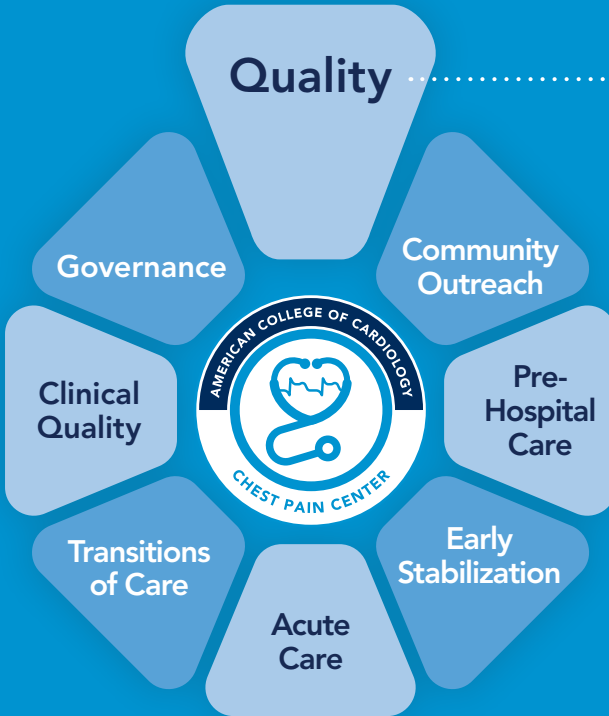 Quality
Governance
Community
Outreach
AMERICAN COLLEGE OF CARDIOLOGY
CHEST PAIN CENTER
Clinical
Quality
Pre-
Hospital
Care
Transitions
of Care
Early
Stabilization
Acute
Care